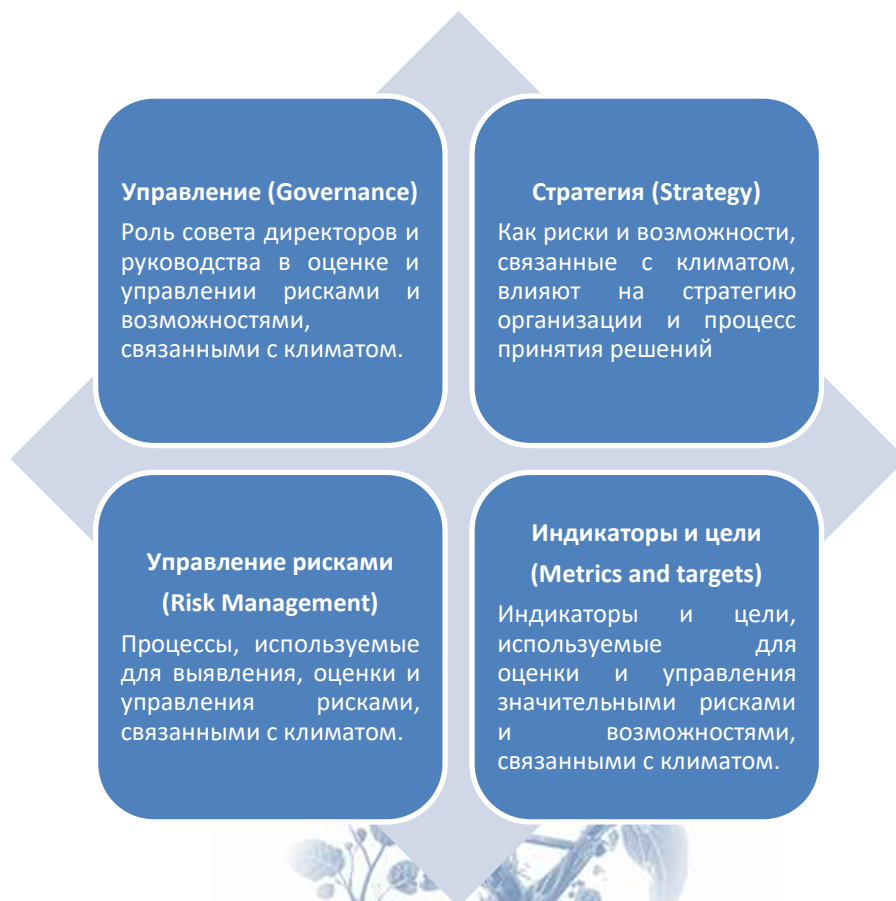 Управление (Governance)
Роль совета директоров и
руководства в оценке и
управлении рисками и
возможностями,
связанными с климатом.
Стратегия (Strategy)
Как риски и возможности,
связанные с климатом,
влияют на стратегию
организации и процесс
принятия решений
Управление рисками
(Risk Management)
Процессы, используемые
для выявления, оценки и
управления рисками,
связанными с климатом.
Индикаторы и цели
(Metrics and targets)
Индикаторы и цели,
используемые для
оценки и управления
значительными рисками
и возможностями,
связанными с климатом.